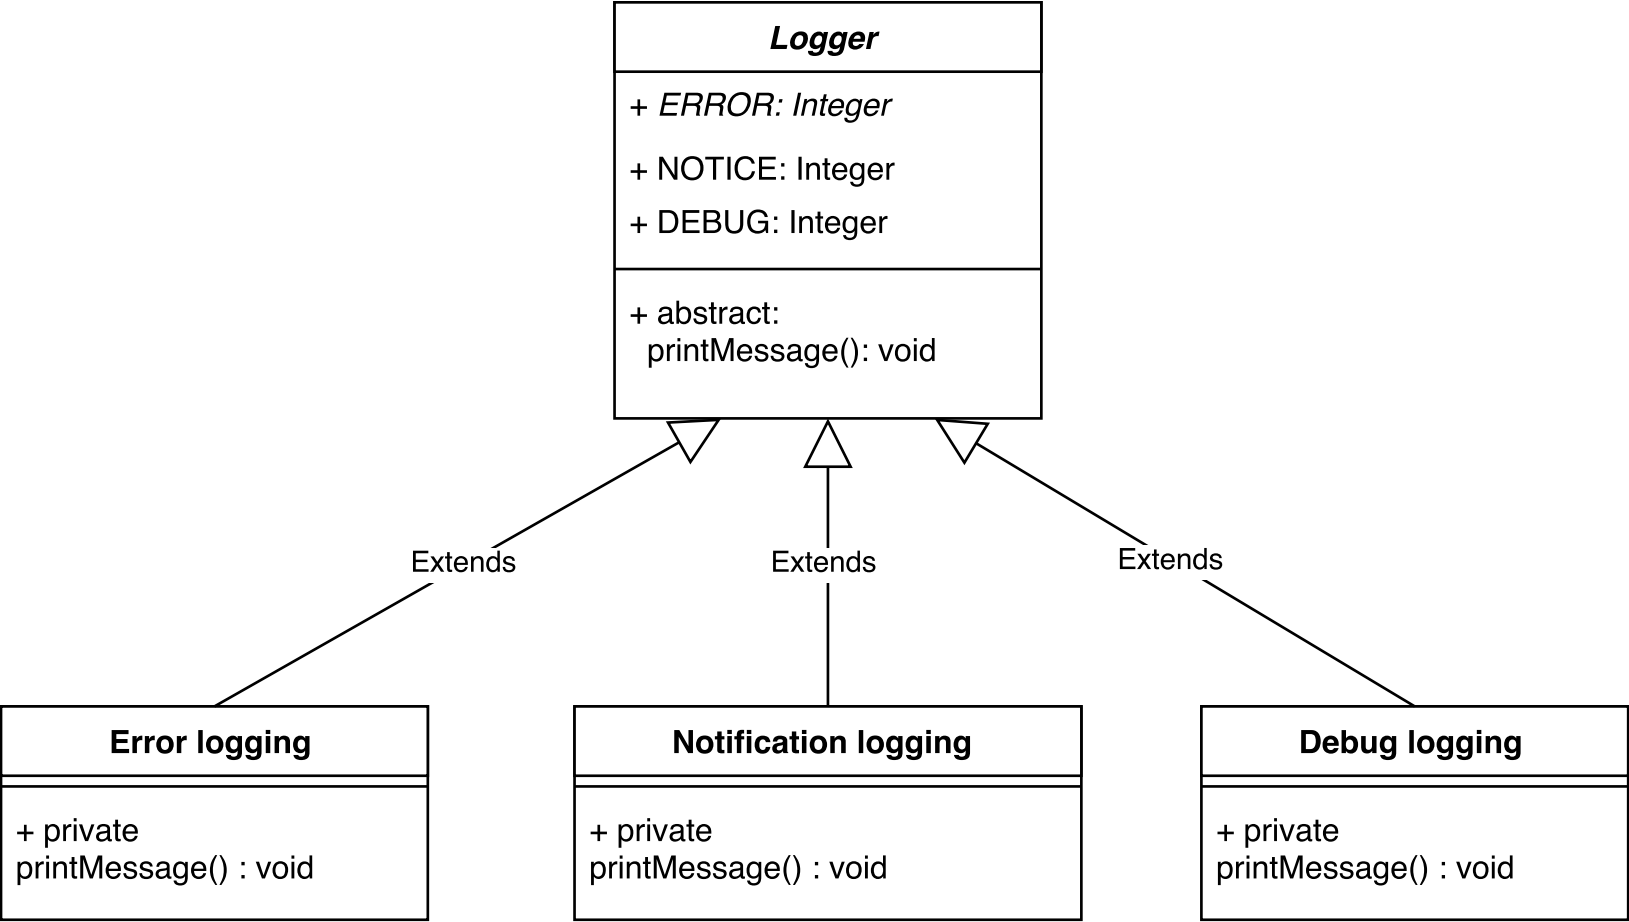 Logger
+ ERROR: Integer
+ NOTICE: Integer
+ DEBUG: Integer
+ abstract:
printMessage(): void
Extends
Extends
Extends
Error logging
+ private
printMessage() : void
Notification logging
+ private
printMessage() : void
Debug logging
+ private
printMessage() : void